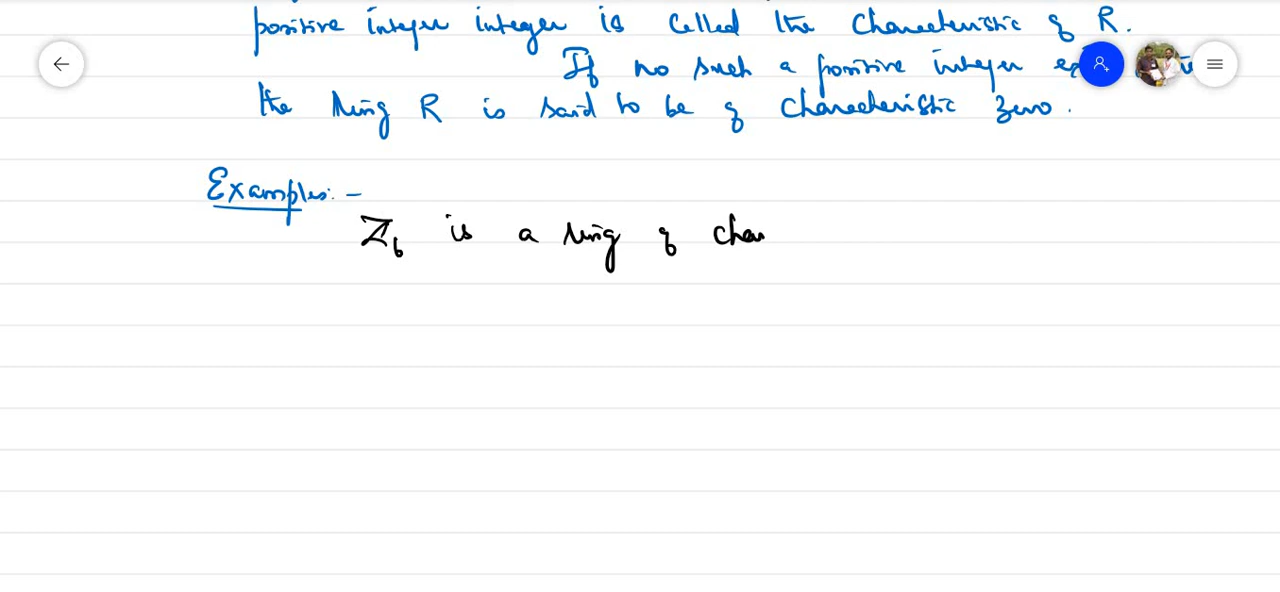 positive integer integer is called the characteristic of R.
If no such a positive integer
the ring R is said to be of characteristic zero.
Examples:-
Z₆ is a ring of char